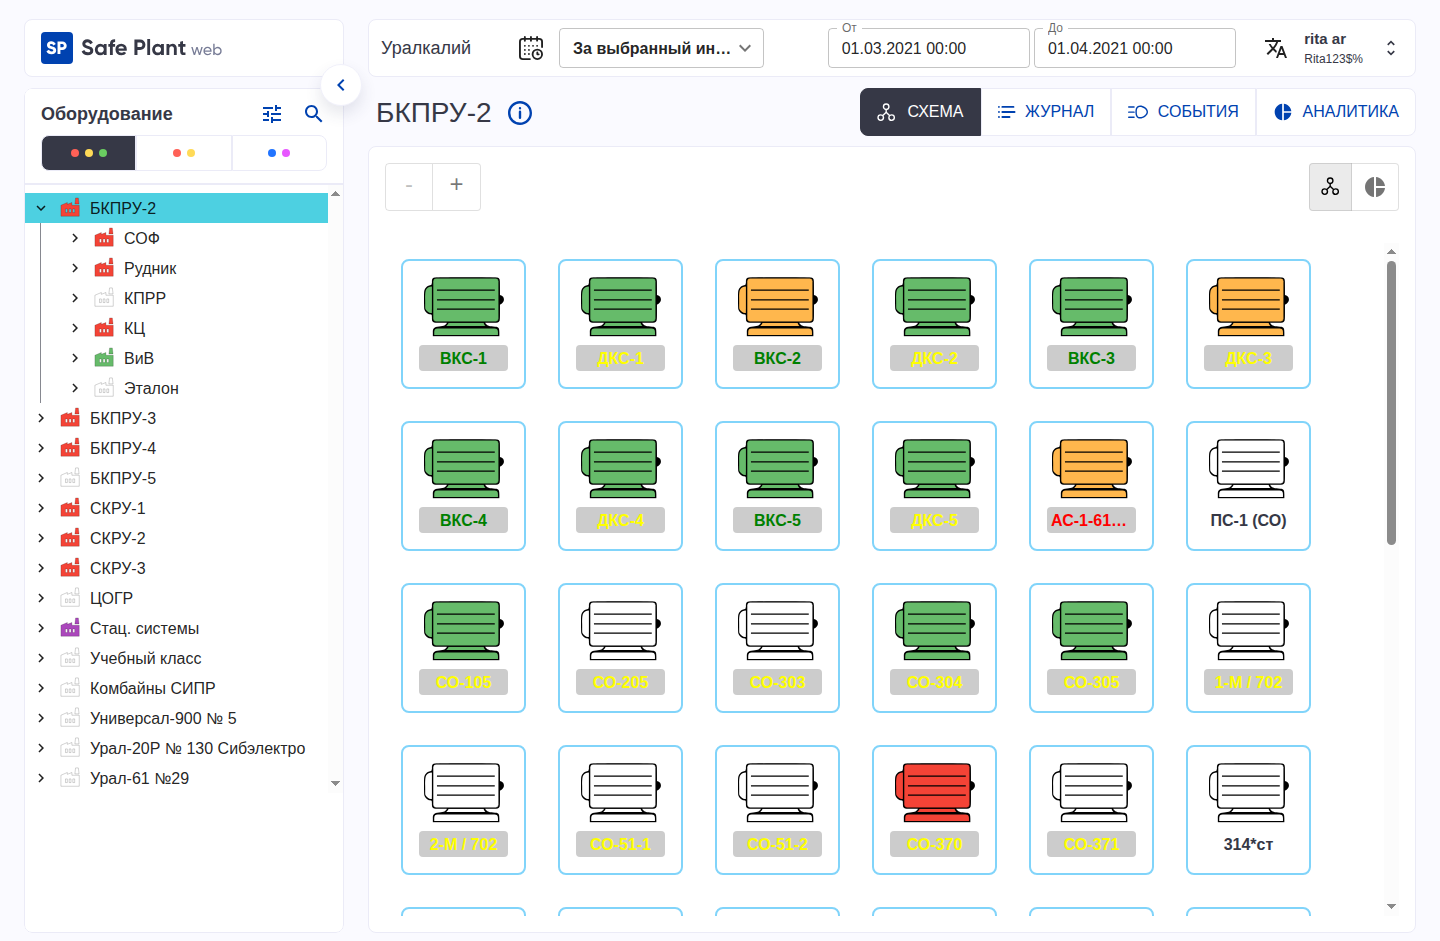 SP Safe Plant web
Уралкалий
За выбранный ин...
От
01.03.2021 00:00
До
01.04.2021 00:00
rita ar
Rita123$%
Оборудование
БКПРУ-2
СХЕМА
ЖУРНАЛ
СОБЫТИЯ
АНАЛИТИКА
- +
БКПРУ-2
СОФ
Рудник
КПРР
КЦ
ВиВ
Эталон
БКПРУ-3
БКПРУ-4
БКПРУ-5
СКРУ-1
СКРУ-2
СКРУ-3
ЦОГР
Стац. системы
Учебный класс
Комбайны СИПР
Универсал-900 № 5
Урал-20Р № 130 Сибэлектро
Урал-61 №29
ВКС-1 ДКС-1 ВКС-2 ДКС-2 ВКС-3 ДКС-3
ВКС-4 ДКС-4 ВКС-5 ДКС-5 АС-1-61... ПС-1 (СО)
СО-105 СО-205 СО-303 СО-304 СО-305 1-М / 702
2-М / 702 СО-51-1 СО-51-2 СО-370 СО-371 314*ст